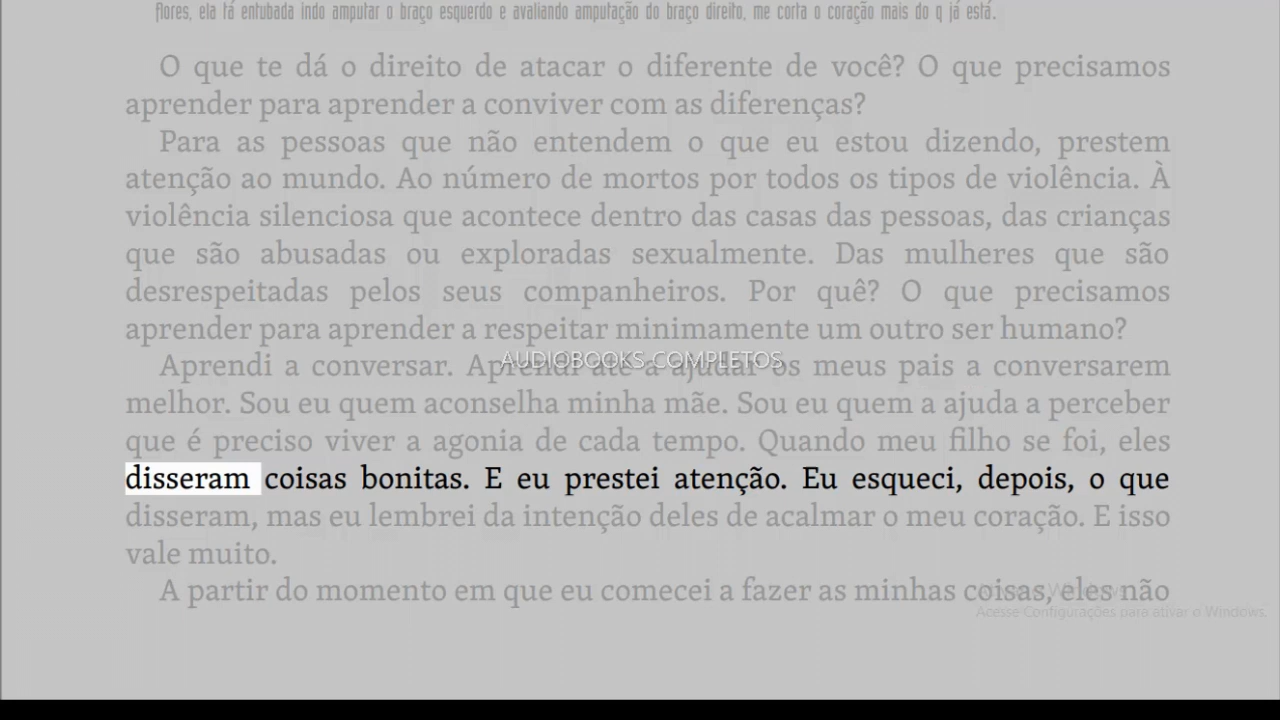 flores, ela tá entubada indo amputar o braço esquerdo e avaliando amputação do braço direito, me corta o coração mais do q já está.
O que te dá o direito de atacar o diferente de você? O que precisamos
aprender para aprender a conviver com as diferenças?
Para as pessoas que não entendem o que eu estou dizendo, prestem
atenção ao mundo. Ao número de mortos por todos os tipos de violência. À
violência silenciosa que acontece dentro das casas das pessoas, das crianças
que são abusadas ou exploradas sexualmente. Das mulheres que são
desrespeitadas pelos seus companheiros. Por quê? O que precisamos
aprender para aprender a respeitar minimamente um outro ser humano?
Aprendi a conversar. Aprendi até a ajudar os meus pais a conversarem
AUDIOBOOKS COMPLETOS
melhor. Sou eu quem aconselha minha mãe. Sou eu quem a ajuda a perceber
que é preciso viver a agonia de cada tempo. Quando meu filho se foi, eles
disseram coisas bonitas. E eu prestei atenção. Eu esqueci, depois, o que
disseram, mas eu lembrei da intenção deles de acalmar o meu coração. E isso
vale muito.
A partir do momento em que eu comecei a fazer as minhas coisas, eles não
Ativar o Windows
Acesse Configurações para ativar o Windows.